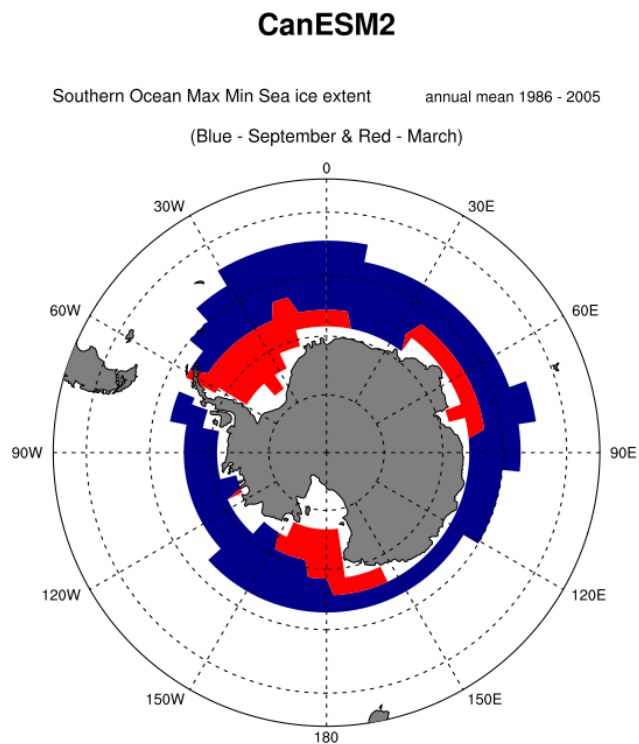 CanESM2
Southern Ocean Max Min Sea ice extent annual mean 1986 - 2005
(Blue - September & Red - March)
0
30W 30E
60W 60E
90W 90E
120W 120E
150W 150E
180